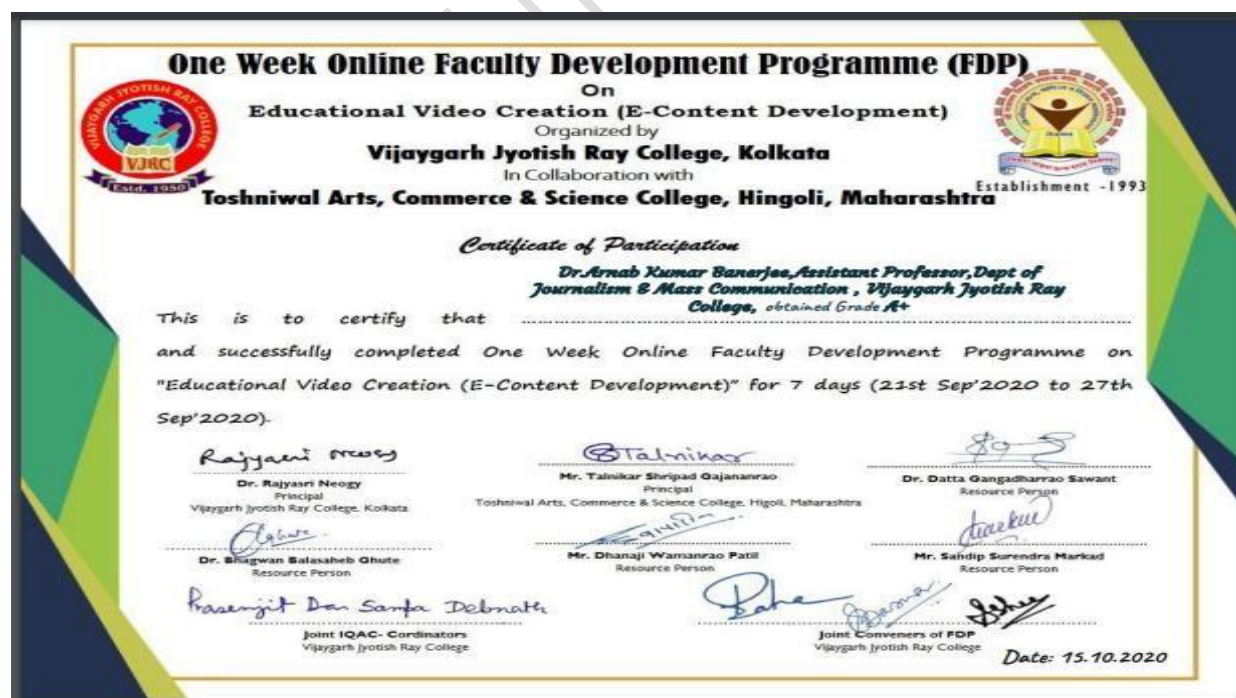 One Week Online Faculty Development Programme (FDP)
On
Educational Video Creation (E-Content Development)
Organized by
Vijaygarh Jyotish Ray College, Kolkata
In Collaboration with
Toshniwal Arts, Commerce & Science College, Hingoli, Maharashtra
VIJAYGARH JYOTISH RAY COLLEGE
VJRC
Estd. 1950
Establishment -1993
Certificate of Participation
Dr.Arnab Kumar Banerjee,Assistant Professor,Dept of
Journalism & Mass Communication , Vijaygarh Jyotish Ray
College, obtained Grade A+
This is to certify that
and successfully completed One Week Online Faculty Development Programme on
"Educational Video Creation (E-Content Development)" for 7 days (21st Sep'2020 to 27th
Sep'2020).
Rajyasri Neogy
STalnikar
Dr. Rajyasri Neogy
Principal
Vijaygarh Jyotish Ray College, Kolkata
Mr. Talnikar Shripad Gajananrao
Principal
Toshniwal Arts, Commerce & Science College, Higoli, Maharashtra
Dr. Datta Gangadharrao Sawant
Resource Person
Dr. Bhagwan Balasaheb Ghute
Resource Person
Mr. Dhanaji Wamanrao Patil
Resource Person
Mr. Sandip Surendra Markad
Resource Person
Prasenjit Das Sampa Debnath
Joint IQAC- Cordinators
Vijaygarh Jyotish Ray College
Joint Conveners of FDP
Vijaygarh Jyotish Ray College
Date: 15.10.2020